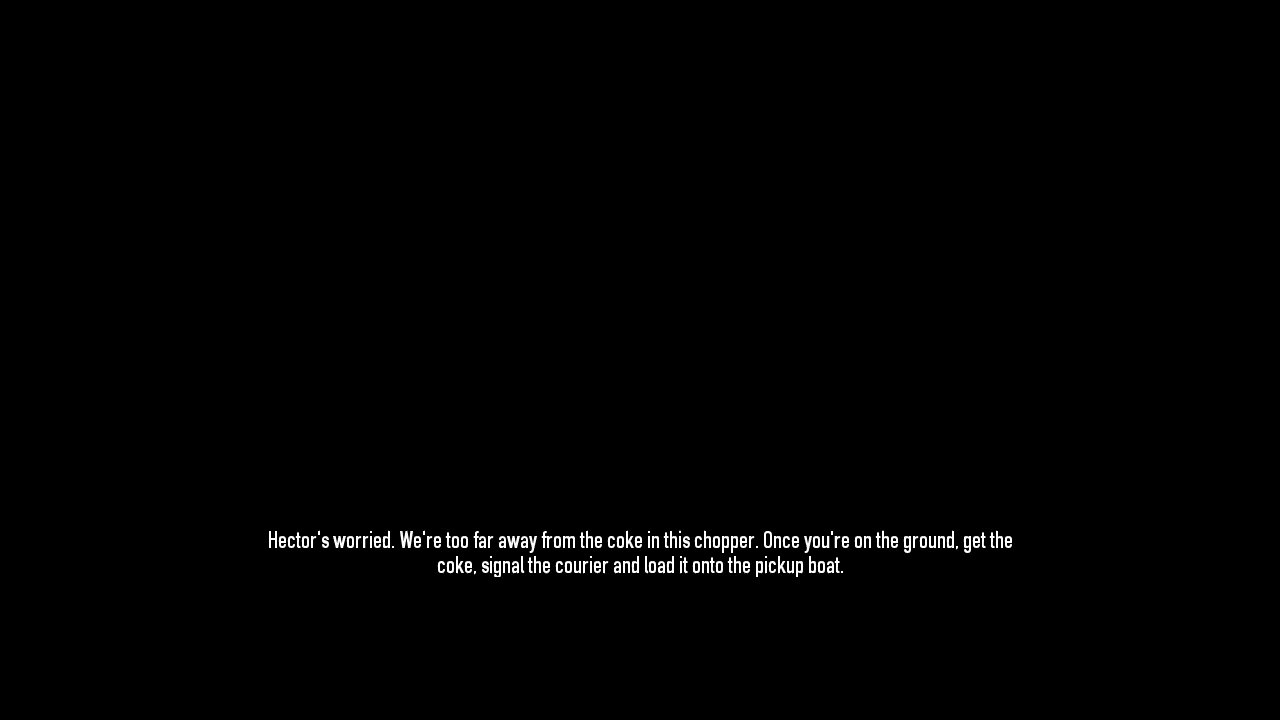 Hector's worried. We're too far away from the coke in this chopper. Once you're on the ground, get the
coke, signal the courier and load it onto the pickup boat.